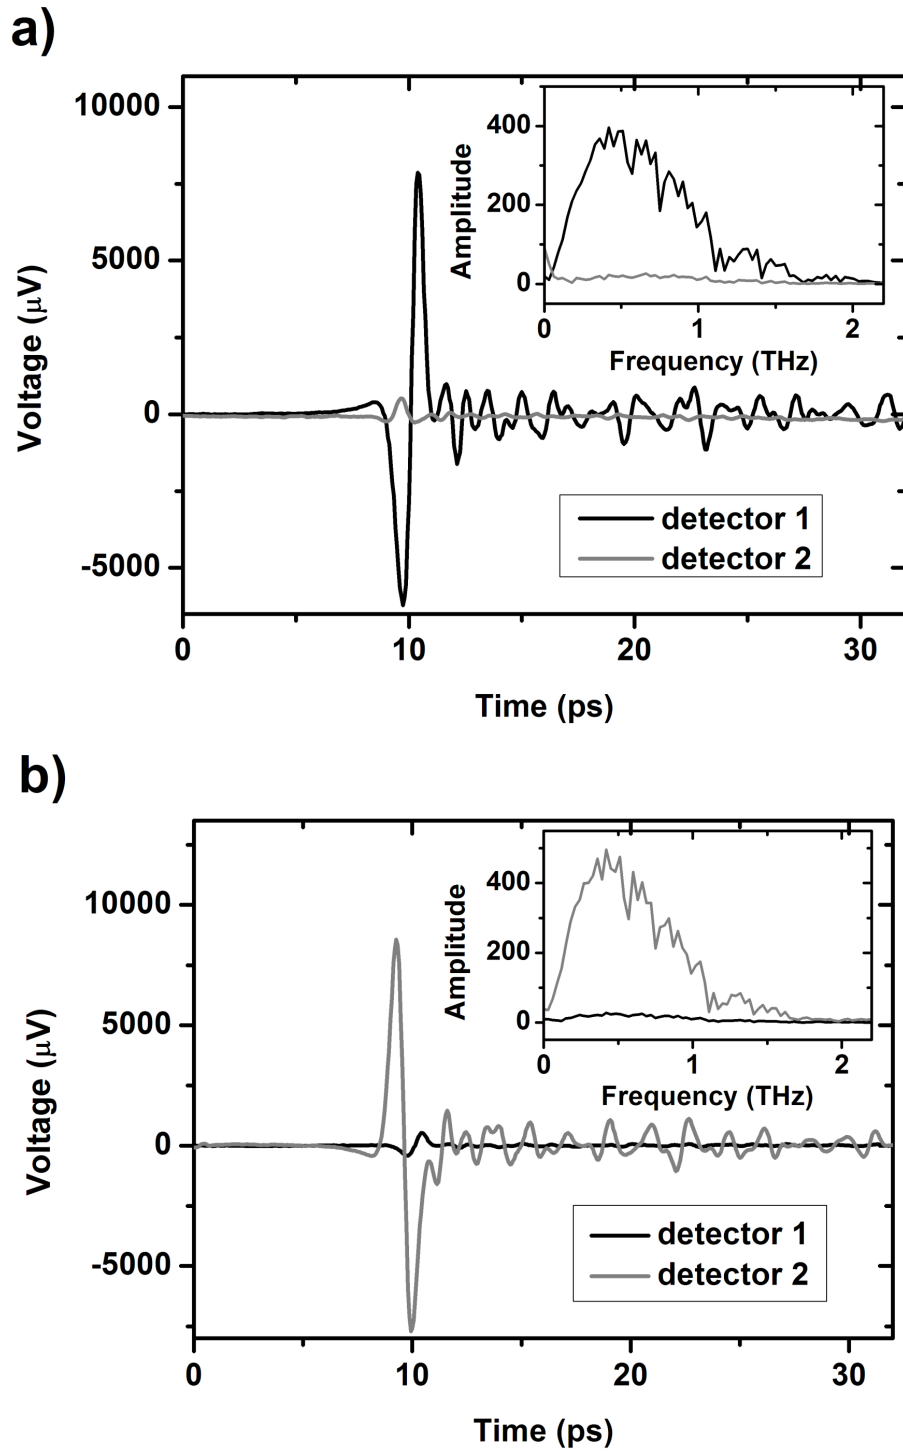 a)
10000
5000
0
-5000
Voltage (μV)
0
10
20
30
Time (ps)
400
200
0
Amplitude
0
1
2
Frequency (THz)
detector 1
detector 2
b)
10000
5000
0
-5000
Voltage (μV)
0
10
20
30
Time (ps)
400
200
0
Amplitude
0
1
2
Frequency (THz)
detector 1
detector 2